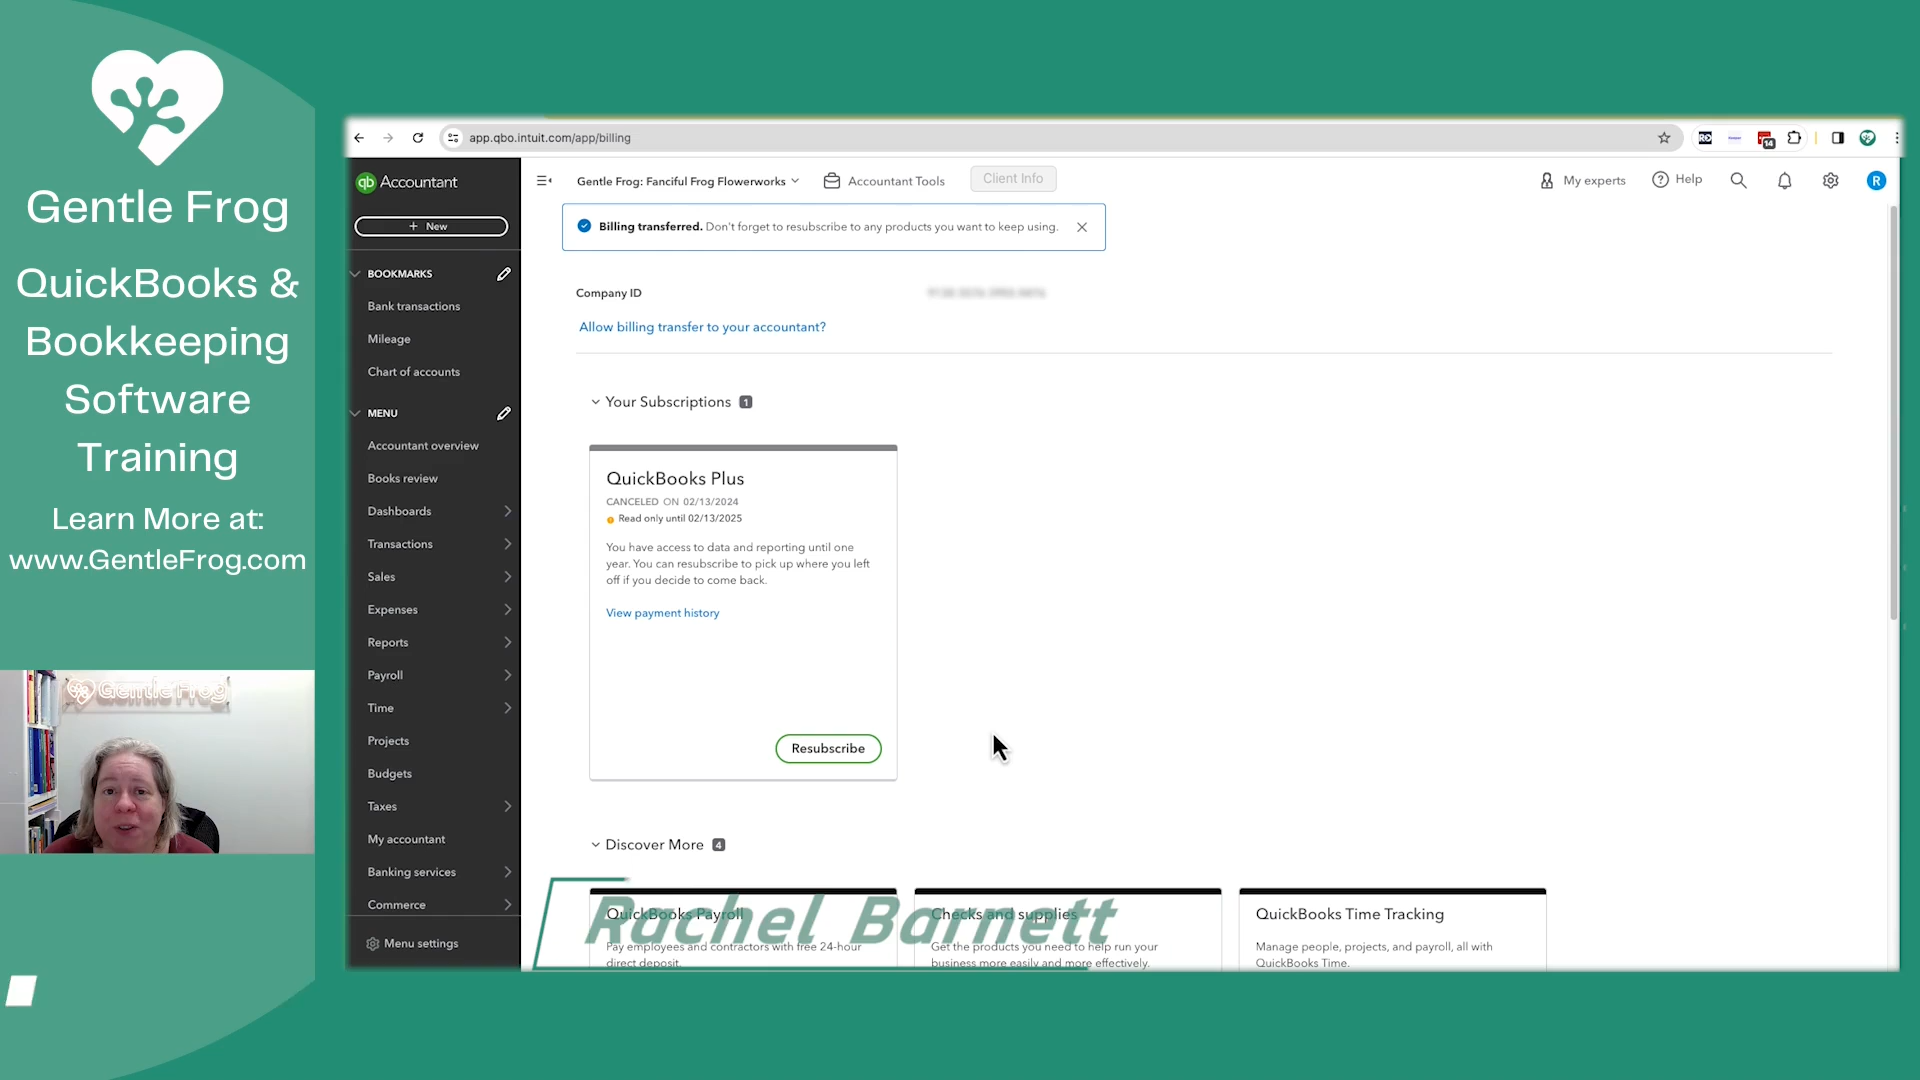 Gentle Frog
QuickBooks &
Bookkeeping
Software
Training
Learn More at:
www.GentleFrog.com
Gentle Frog
app.qbo.intuit.com/app/billing
14
qb Accountant
+ New
BOOKMARKS
Bank transactions
Mileage
Chart of accounts
MENU
Accountant overview
Books review
Dashboards
Transactions
Sales
Expenses
Reports
Payroll
Time
Projects
Budgets
Taxes
My accountant
Banking services
Commerce
Menu settings
Gentle Frog: Fanciful Frog Flowerworks
Accountant Tools
Client Info
My experts
Help
R
Billing transferred. Don't forget to resubscribe to any products you want to keep using.
Company ID
Allow billing transfer to your accountant?
Your Subscriptions 1
QuickBooks Plus
CANCELED ON 02/13/2024
Read only until 02/13/2025
You have access to data and reporting until one
year. You can resubscribe to pick up where you left
off if you decide to come back.
View payment history
Resubscribe
Discover More 4
QuickBooks Payroll
Pay employees and contractors with free 24-hour
direct deposit.
Checks and supplies
Get the products you need to help run your
business more easily and more effectively.
QuickBooks Time Tracking
Manage people, projects, and payroll, all with
QuickBooks Time.
Rachel Barnett